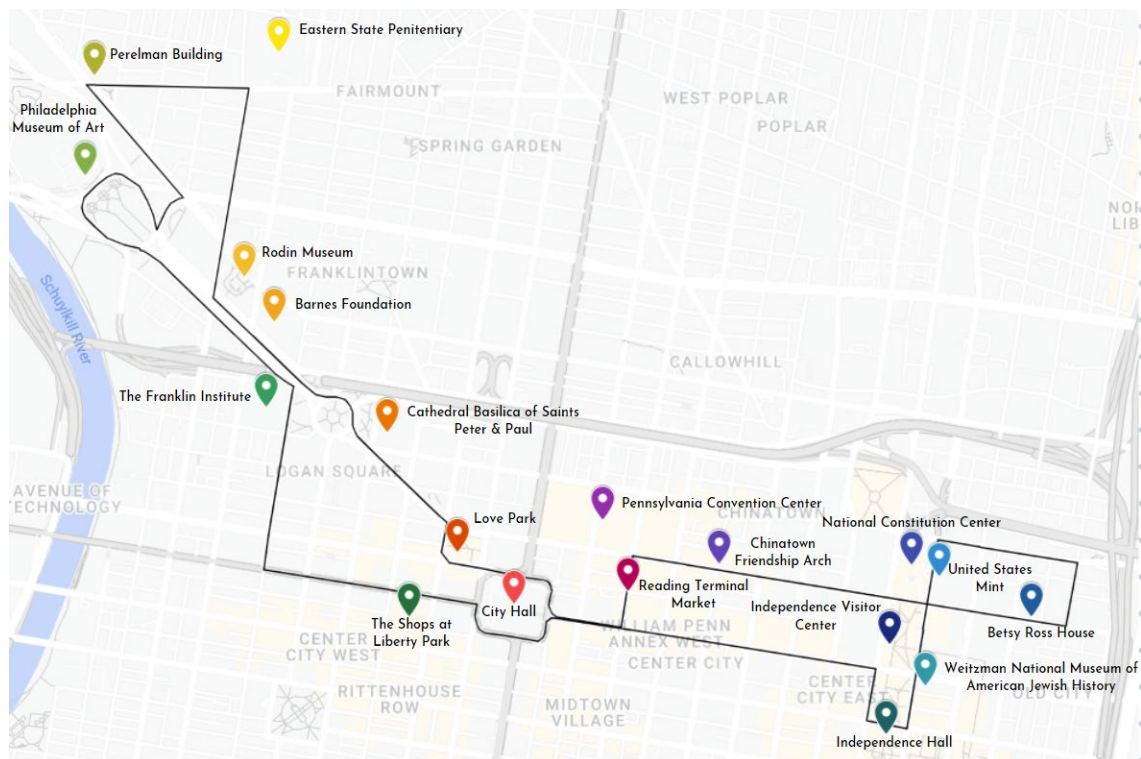 Eastern State Penitentiary
Perelman Building
FAIRMOUNT
WEST POPLAR
Philadelphia
Museum of Art
POPLAR
SPRING GARDEN
NOR
LIB
Rodin Museum
FRANKLINTOWN
Barnes Foundation
Schuylkill River
CALLOWHILL
The Franklin Institute
Cathedral Basilica of Saints
Peter & Paul
LOGAN SQUARE
AVENUE OF
TECHNOLOGY
Pennsylvania Convention Center
CHINATOWN
Love Park
National Constitution Center
Chinatown
Friendship Arch
United States
Mint
Reading Terminal
Market
City Hall
Independence Visitor
Center
The Shops at
Liberty Park
WILLIAM PENN
ANNEX WEST
Betsy Ross House
CENTER
CITY WEST
CENTER CITY
Weitzman National Museum of
American Jewish History
CENTER
CITY EAST
OLD CITY
RITTENHOUSE
ROW
MIDTOWN
VILLAGE
Independence Hall